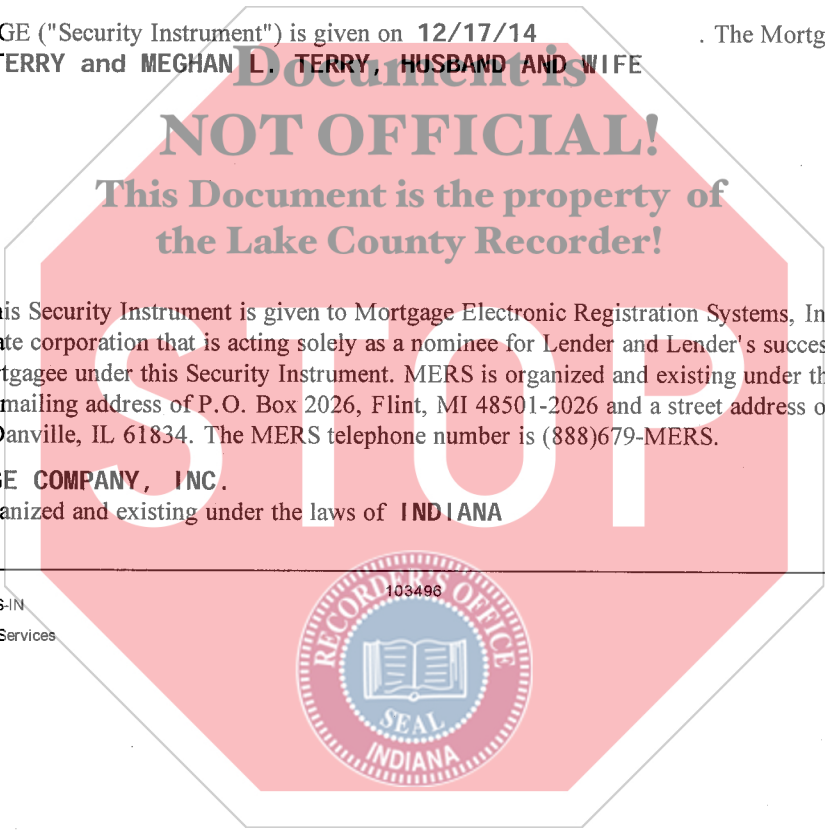 GE ("Security Instrument") is given on 12/17/14 . The Mortg
TERRY and MEGHAN L. TERRY, HUSBAND AND WIFE
Document is
NOT OFFICIAL!
This Document is the property of
the Lake County Recorder!
his Security Instrument is given to Mortgage Electronic Registration Systems, In
ate corporation that is acting solely as a nominee for Lender and Lender's succes
rtgagee under this Security Instrument. MERS is organized and existing under th
mailing address of P.O. Box 2026, Flint, MI 48501-2026 and a street address o
Danville, IL 61834. The MERS telephone number is (888)679-MERS.
STOP
GE COMPANY, INC.
anized and existing under the laws of INDIANA
103496
S-IN
Services
RECORDER'S OFFICE
SEAL
INDIANA